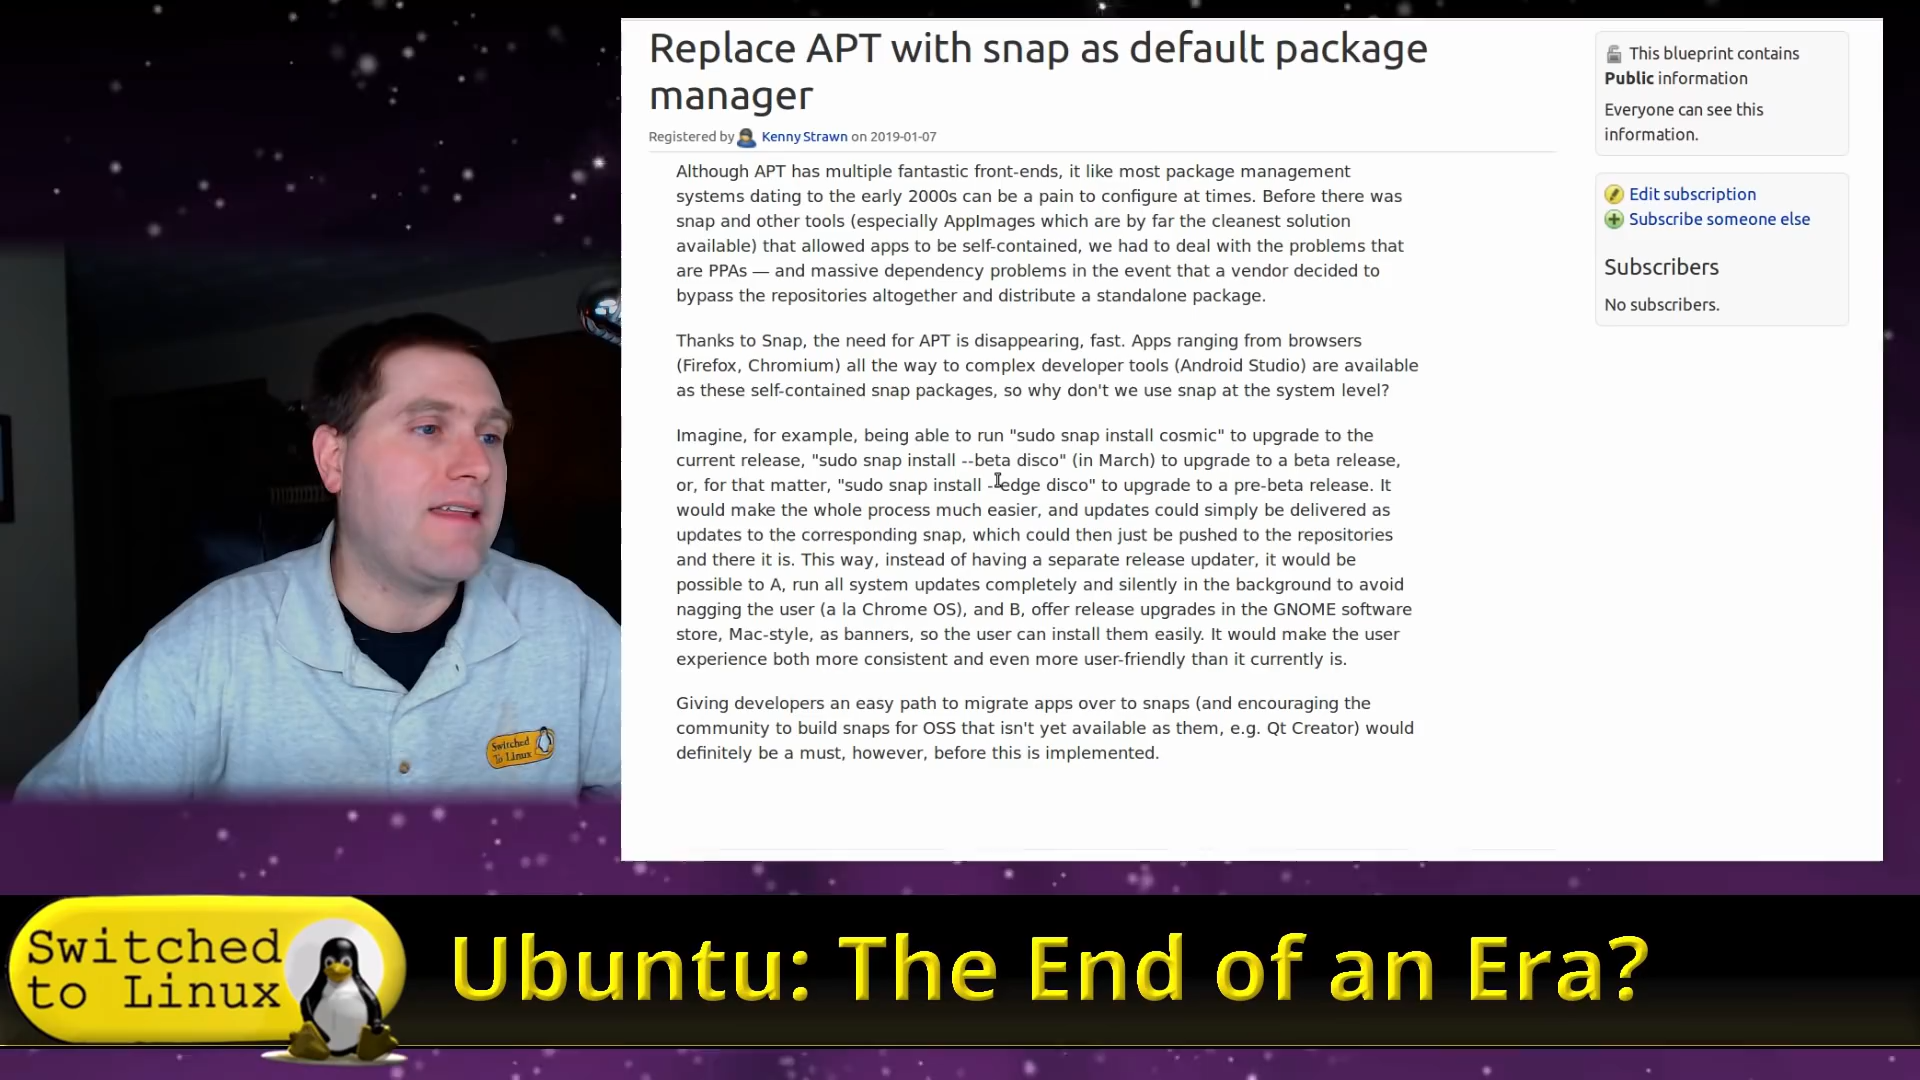 Replace APT with snap as default package
manager
Registered by Kenny Strawn on 2019-01-07
Although APT has multiple fantastic front-ends, it like most package management
systems dating to the early 2000s can be a pain to configure at times. Before there was
snap and other tools (especially AppImages which are by far the cleanest solution
available) that allowed apps to be self-contained, we had to deal with the problems that
are PPAs — and massive dependency problems in the event that a vendor decided to
bypass the repositories altogether and distribute a standalone package.
Thanks to Snap, the need for APT is disappearing, fast. Apps ranging from browsers
(Firefox, Chromium) all the way to complex developer tools (Android Studio) are available
as these self-contained snap packages, so why don't we use snap at the system level?
Imagine, for example, being able to run "sudo snap install cosmic" to upgrade to the
current release, "sudo snap install --beta disco" (in March) to upgrade to a beta release,
or, for that matter, "sudo snap install --edge disco" to upgrade to a pre-beta release. It
would make the whole process much easier, and updates could simply be delivered as
updates to the corresponding snap, which could then just be pushed to the repositories
and there it is. This way, instead of having a separate release updater, it would be
possible to A, run all system updates completely and silently in the background to avoid
nagging the user (a la Chrome OS), and B, offer release upgrades in the GNOME software
store, Mac-style, as banners, so the user can install them easily. It would make the user
experience both more consistent and even more user-friendly than it currently is.
Giving developers an easy path to migrate apps over to snaps (and encouraging the
community to build snaps for OSS that isn't yet available as them, e.g. Qt Creator) would
definitely be a must, however, before this is implemented.
This blueprint contains
Public information
Everyone can see this
information.
Edit subscription
Subscribe someone else
Subscribers
No subscribers.
Switched
To Linux
Switched
to Linux
Ubuntu: The End of an Era?